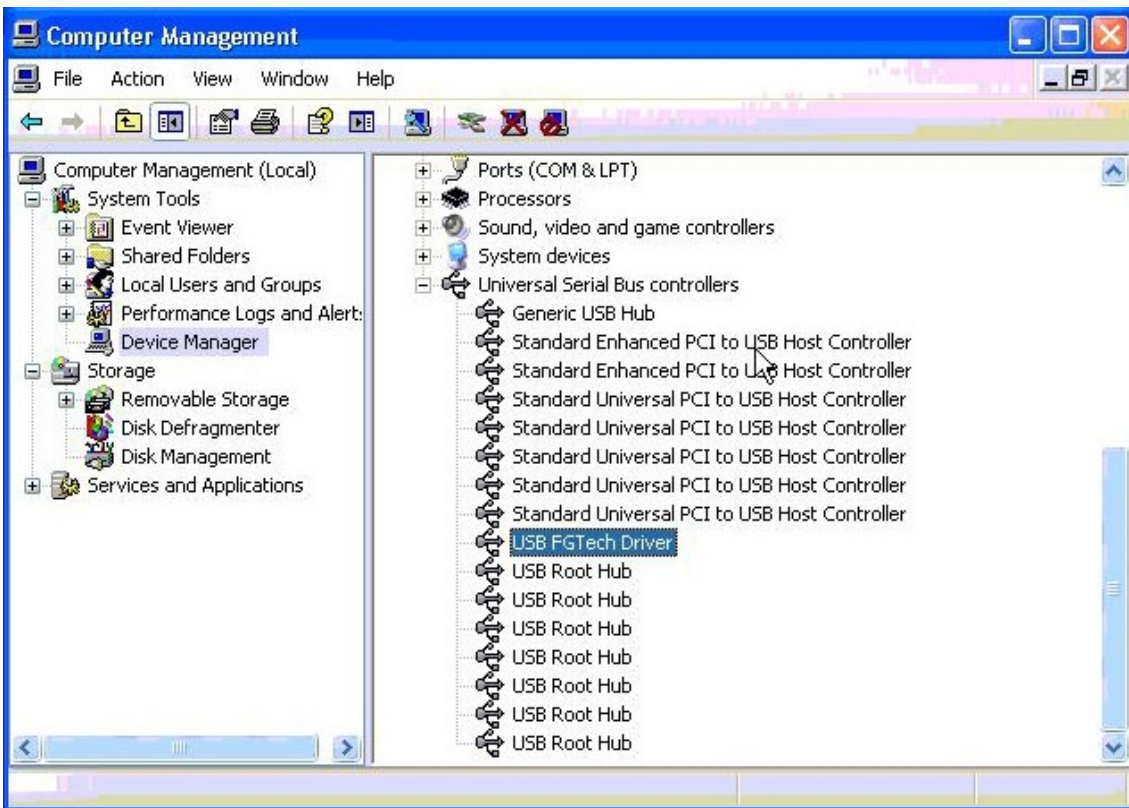 Computer Management
File Action View Window Help
Computer Management (Local)
System Tools
Event Viewer
Shared Folders
Local Users and Groups
Performance Logs and Alert:
Device Manager
Storage
Removable Storage
Disk Defragmenter
Disk Management
Services and Applications
Ports (COM & LPT)
Processors
Sound, video and game controllers
System devices
Universal Serial Bus controllers
Generic USB Hub
Standard Enhanced PCI to USB Host Controller
Standard Enhanced PCI to USB Host Controller
Standard Universal PCI to USB Host Controller
Standard Universal PCI to USB Host Controller
Standard Universal PCI to USB Host Controller
Standard Universal PCI to USB Host Controller
Standard Universal PCI to USB Host Controller
USB FGTech Driver
USB Root Hub
USB Root Hub
USB Root Hub
USB Root Hub
USB Root Hub
USB Root Hub
USB Root Hub